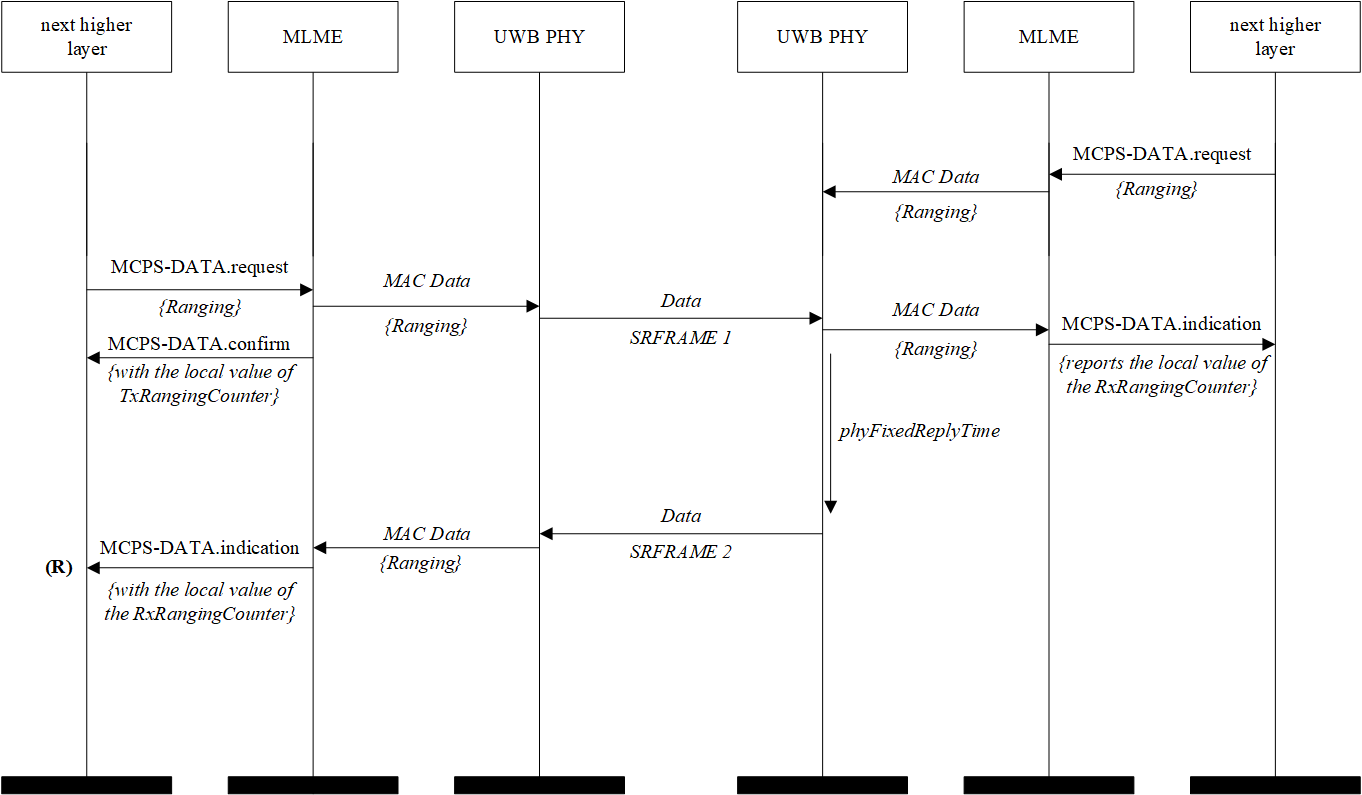 next higher
layer
MLME
UWB PHY
UWB PHY
MLME
next higher
layer
MCPS-DATA.request
{Ranging}
MAC Data
{Ranging}
MCPS-DATA.request
{Ranging}
MAC Data
{Ranging}
Data
SRFRAME 1
MAC Data
{Ranging}
MCPS-DATA.indication
{reports the local value of
the RxRangingCounter}
MCPS-DATA.confirm
{with the local value of
TxRangingCounter}
phyFixedReplyTime
Data
SRFRAME 2
MAC Data
{Ranging}
MCPS-DATA.indication
(R)
{with the local value of
the RxRangingCounter}